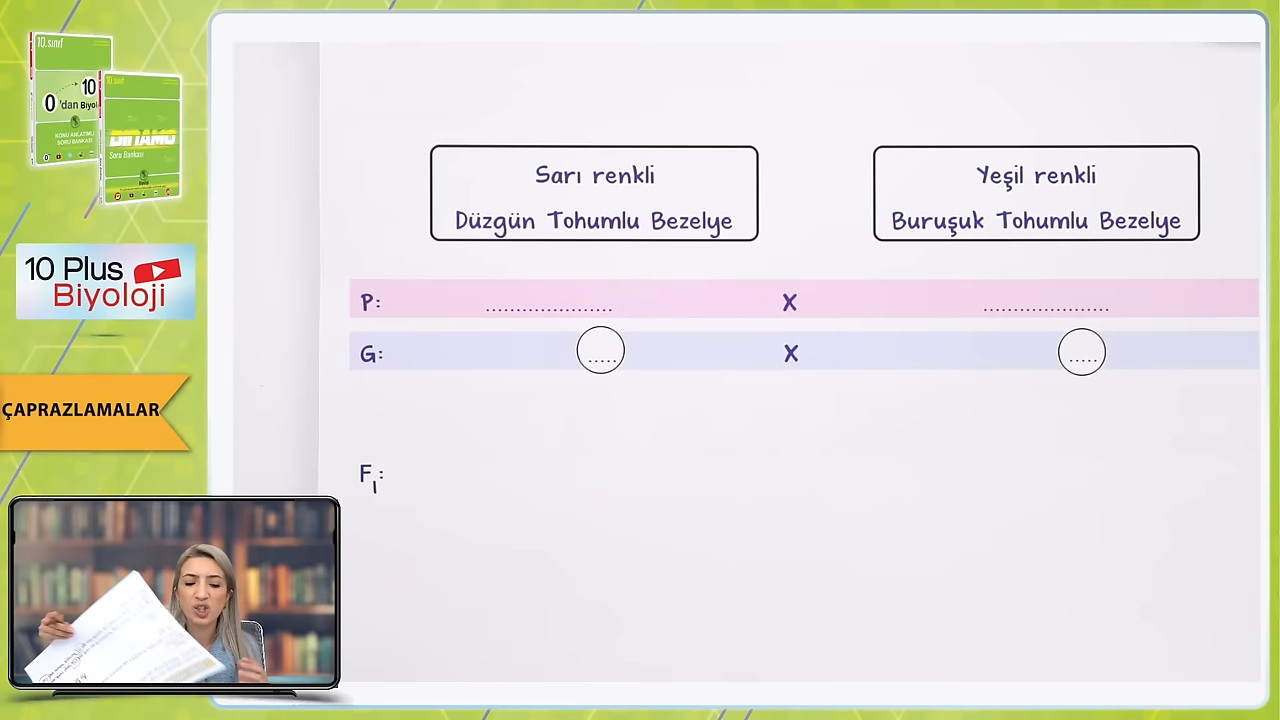 10.sınıf
0 'dan 10
KONU ANLATIMLI
SORU BANKASI
10.sınıf
DİNAMO
Soru Bankası
10 Plus
Biyoloji
ÇAPRAZLAMALAR
Sarı renkli
Düzgün Tohumlu Bezelye
Yeşil renkli
Buruşuk Tohumlu Bezelye
P: .................... X ....................
G: ..... X .....
F1: